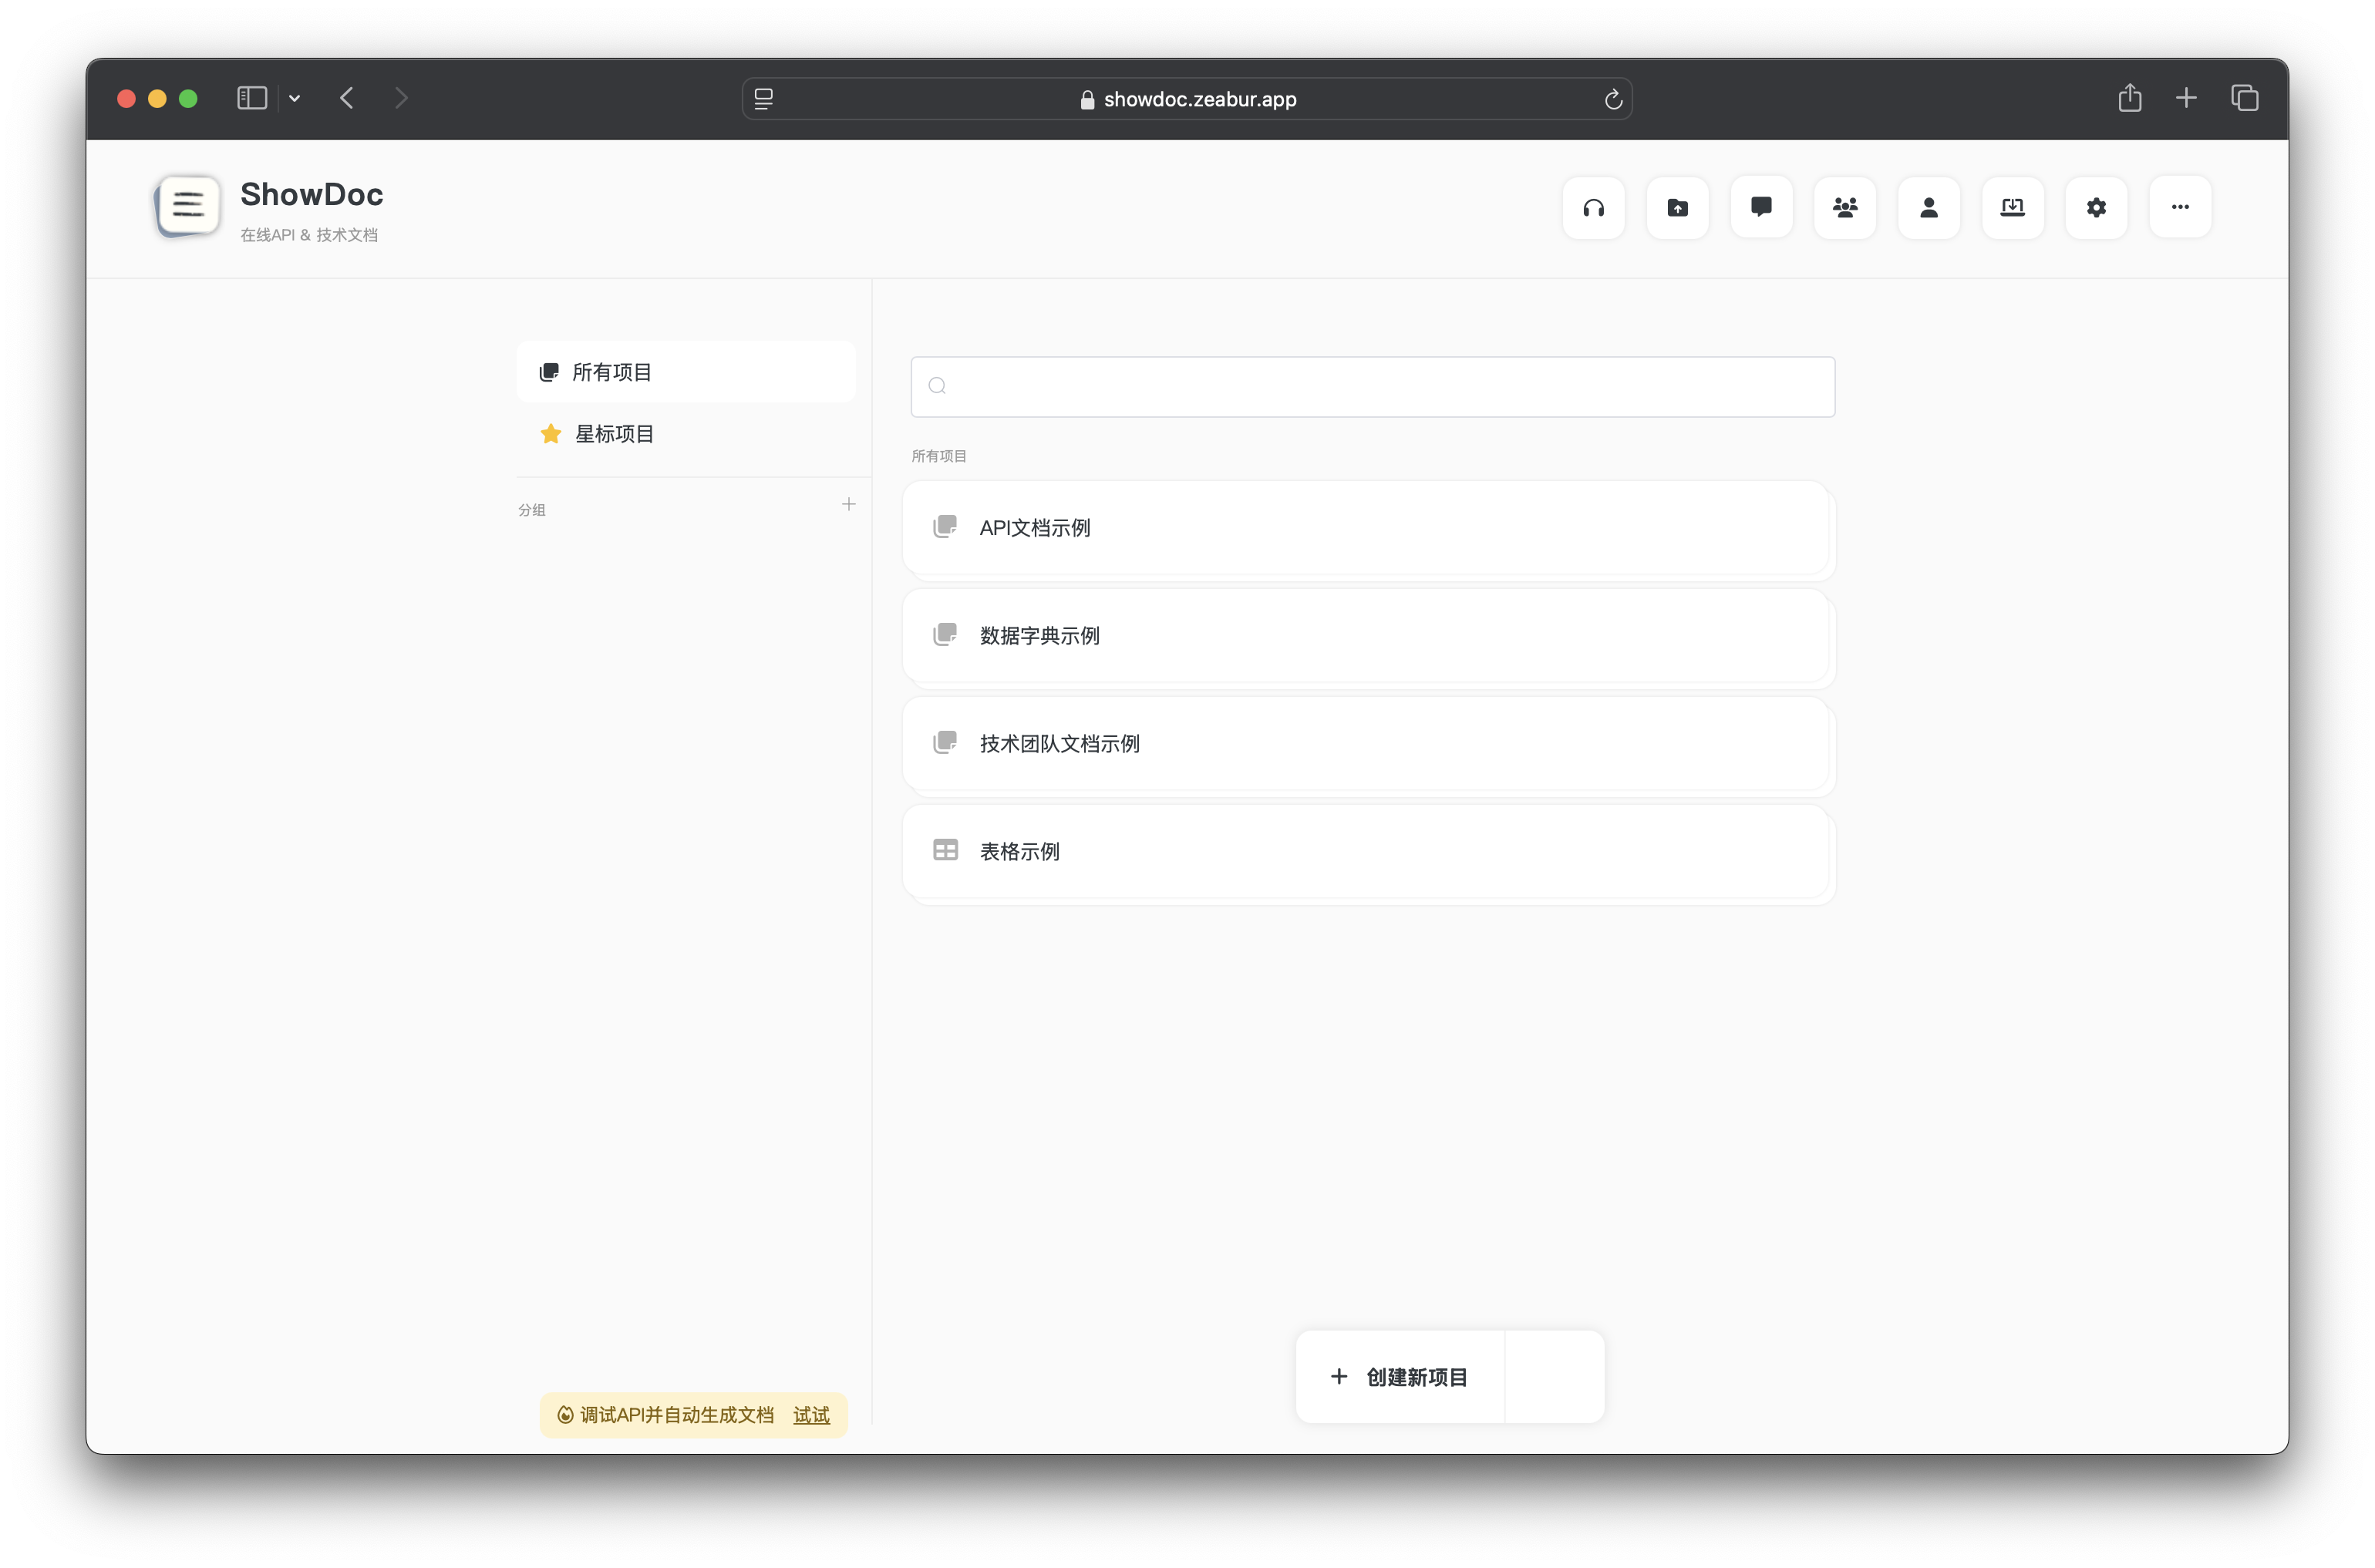 showdoc.zeabur.app
ShowDoc
在线API & 技术文档
所有项目
星标项目
分组
所有项目
API文档示例
数据字典示例
技术团队文档示例
表格示例
创建新项目
调试API并自动生成文档 试试